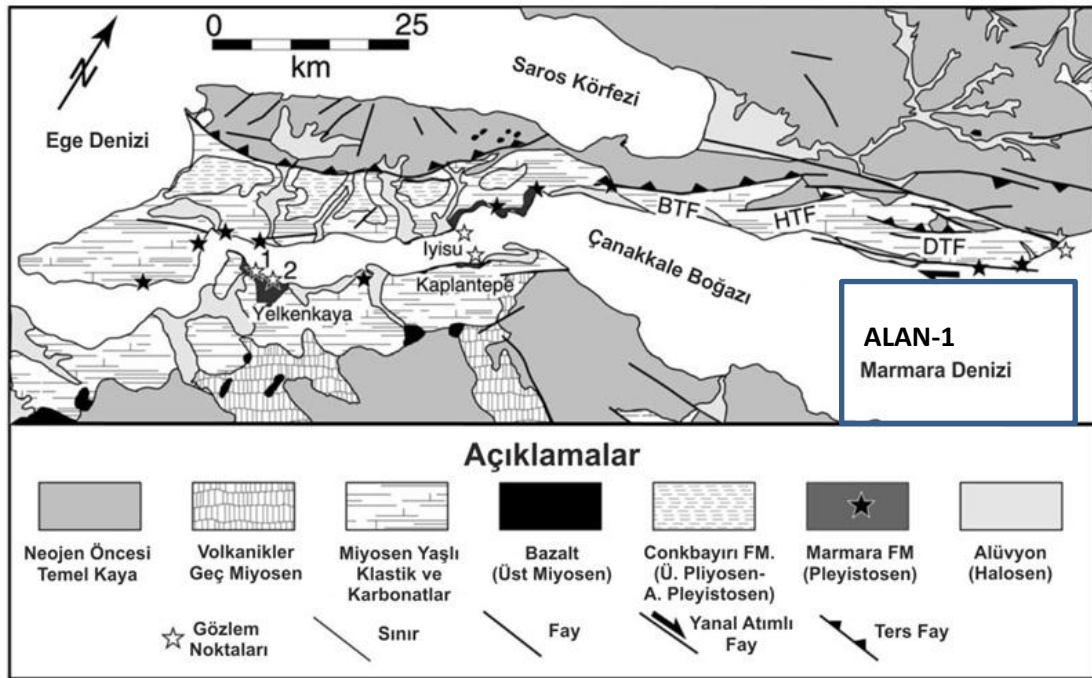 0 25
km
Saros Körfezi
Ege Denizi
BTF
HTF
DTF
Iyisu
Çanakkale Boğazı
1
2
Kaplantepe
Yelkenkaya
ALAN-1
Marmara Denizi
Açıklamalar
Neojen Öncesi
Temel Kaya
Volkanikler
Geç Miyosen
Miyosen Yaşlı
Klastik ve
Karbonatlar
Bazalt
(Üst Miyosen)
Conkbayırı FM.
(Ü. Pliyosen-
A. Pleyistosen)
Marmara FM
(Pleyistosen)
Alüvyon
(Halosen)
Gözlem
Noktaları
Sınır
Fay
Yanal Atımlı
Fay
Ters Fay